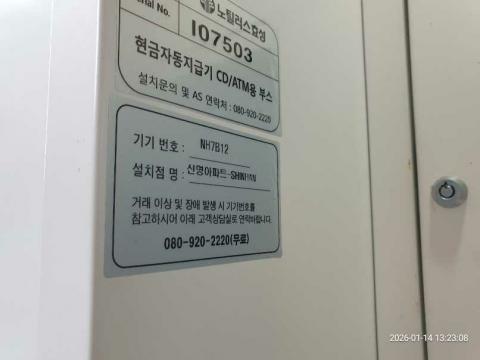 Serial No. 노틸러스효성
I07503
현금자동지급기 CD/ATM용 부스
설치문의 및 AS 연락처 : 080-920-2220
기기 번호 : NH7B12
설치점 명 : 신명아파트-SHINHAN
거래 이상 및 장애 발생 시 기기번호를
참고하시어 아래 고객상담실로 연락바랍니다.
080-920-2220(무료)
2026-01-14 13:23:08